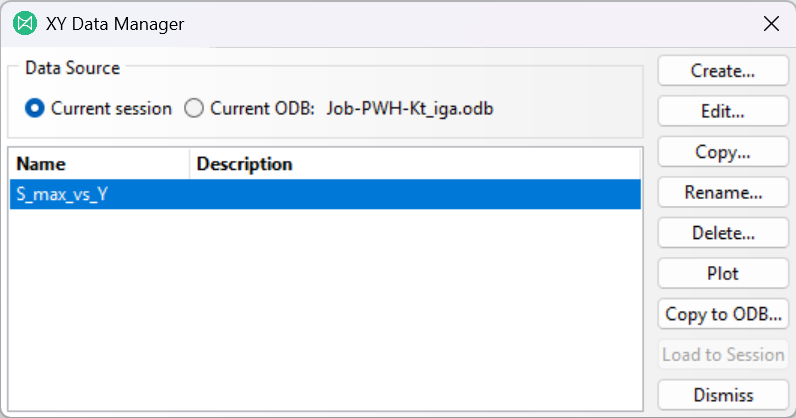 XY Data Manager
Data Source
Current session Current ODB: Job-PWH-Kt_iga.odb
Name Description
S_max_vs_Y
Create...
Edit...
Copy...
Rename...
Delete...
Plot
Copy to ODB...
Load to Session
Dismiss